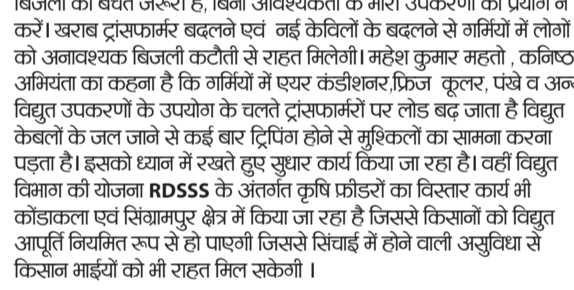 बिजली की बचत जरूरी है, बिना आवश्यकता के भारी उपकरणों का प्रयोग न
करें। खराब ट्रांसफार्मर बदलने एवं नई केविलों के बदलने से गर्मियों में लोगों
को अनावश्यक बिजली कटौती से राहत मिलेगी। महेश कुमार महतो , कनिष्ठ
अभियंता का कहना है कि गर्मियों में एयर कंडीशनर,फ्रिज कूलर, पंखे व अन्य
विद्युत उपकरणों के उपयोग के चलते ट्रांसफार्मरों पर लोड बढ़ जाता है विद्युत
केबलों के जल जाने से कई बार ट्रिपिंग होने से मुश्किलों का सामना करना
पड़ता है। इसको ध्यान में रखते हुए सुधार कार्य किया जा रहा है। वहीं विद्युत
विभाग की योजना RDSSS के अंतर्गत कृषि फ़ीडरों का विस्तार कार्य भी
कोंडाकला एवं सिंग्रामपुर क्षेत्र में किया जा रहा है जिससे किसानों को विद्युत
आपूर्ति नियमित रूप से हो पाएगी जिससे सिंचाई में होने वाली असुविधा से
किसान भाईयों को भी राहत मिल सकेगी ।